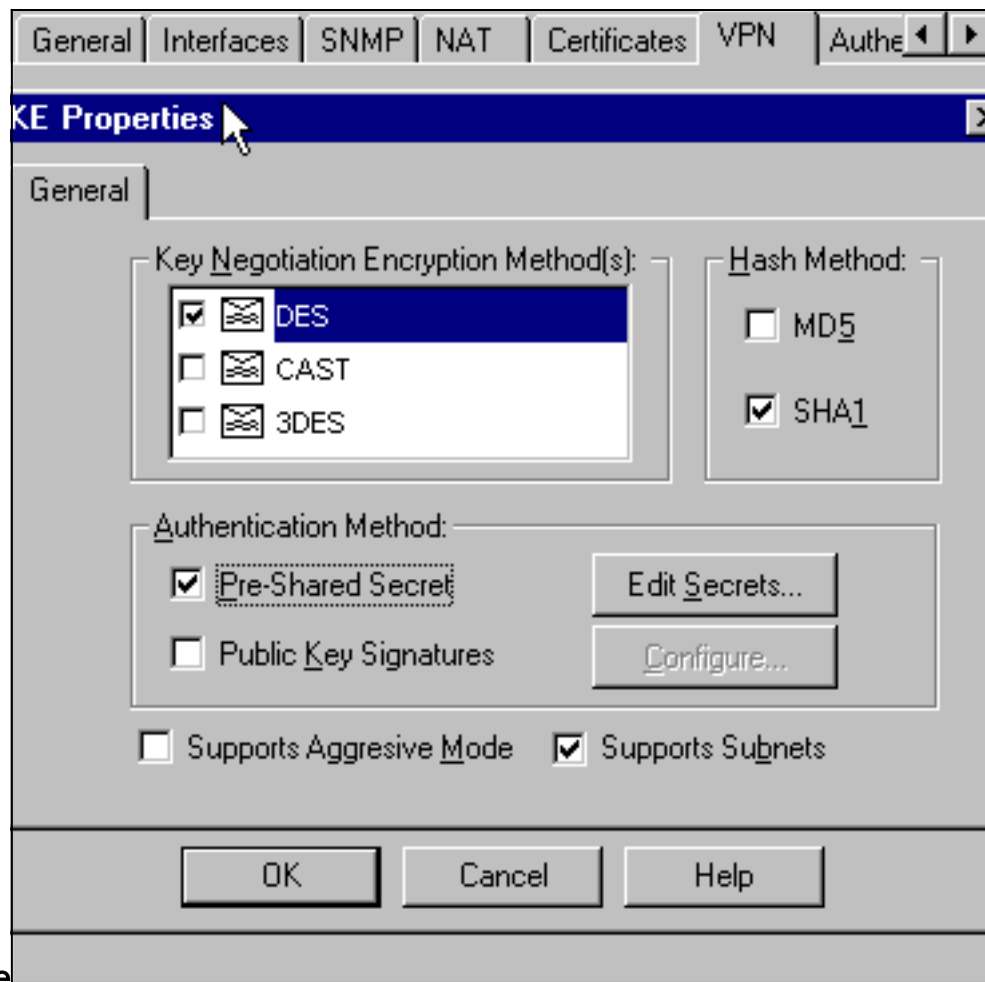 General Interfaces SNMP NAT Certificates VPN Authe
KE Properties
General
Key Negotiation Encryption Method(s):
DES
CAST
3DES
Hash Method:
MD5
SHA1
Authentication Method:
Pre-Shared Secret
Edit Secrets...
Public Key Signatures
Configure...
Supports Aggresive Mode
Supports Subnets
OK Cancel Help
e